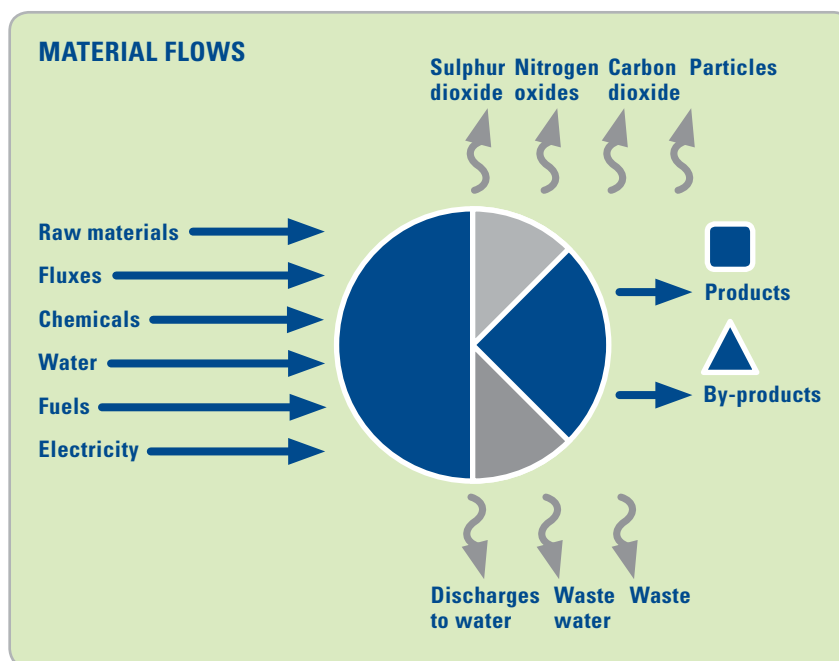 MATERIAL FLOWS
Sulphur dioxide
Nitrogen oxides
Carbon dioxide
Particles
Raw materials
Fluxes
Chemicals
Water
Fuels
Electricity
Products
By-products
Discharges to water
Waste water
Waste